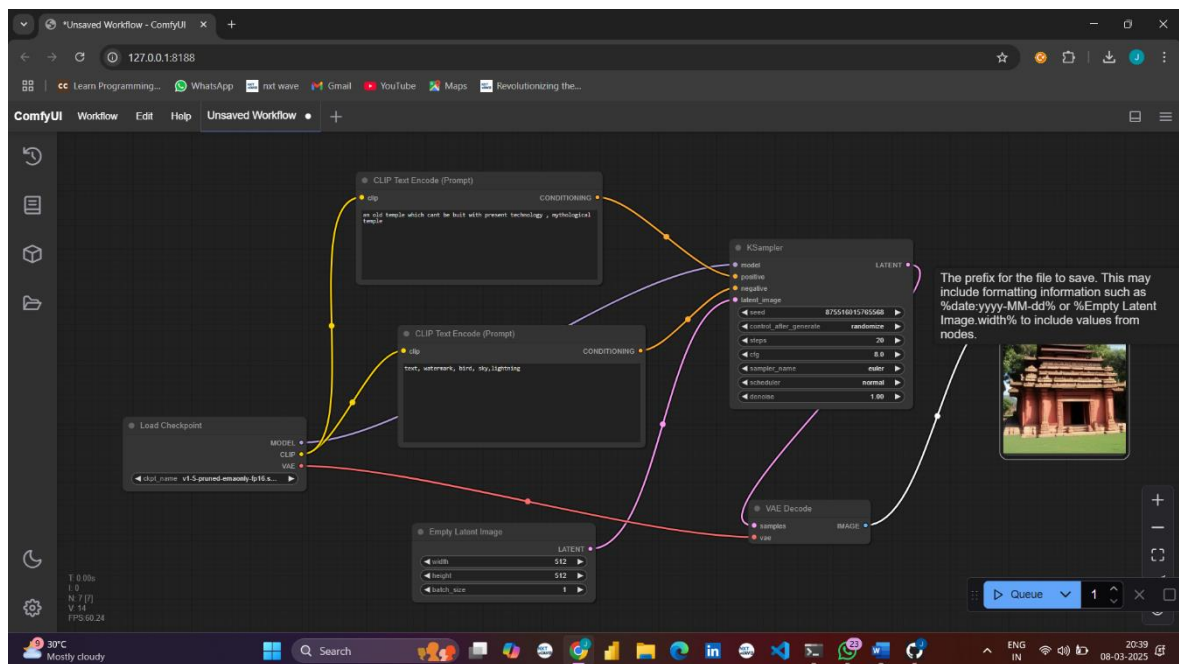 *Unsaved Workflow - ComfyUI
127.0.0.1:8188
Learn Programming...
WhatsApp
nxt wave
Gmail
YouTube
Maps
Revolutionizing the...
ComfyUI
Workflow
Edit
Help
Unsaved Workflow
CLIP Text Encode (Prompt)
clip
CONDITIONING
an old temple which cant be buit with present technology , mythological
temple
KSampler
model
LATENT
positive
negative
latent_image
seed 875516015765568
control_after_generate randomize
steps 20
cfg 8.0
sampler_name euler
scheduler normal
denoise 1.00
The prefix for the file to save. This may
include formatting information such as
%date:yyyy-MM-dd% or %Empty Latent
Image.width% to include values from
nodes.
CLIP Text Encode (Prompt)
clip
CONDITIONING
text, watermark, bird, sky,lightning
Load Checkpoint
MODEL
CLIP
VAE
ckpt_name v1-5-pruned-emaonly-fp16.s...
VAE Decode
samples IMAGE
vae
Empty Latent Image
LATENT
width 512
height 512
batch_size 1
T: 0.00s
I: 0
N: 7 [7]
V: 14
FPS:60.24
Queue
1
9
30°C
Mostly cloudy
Search
23
ENG
IN
20:39
08-03-2025